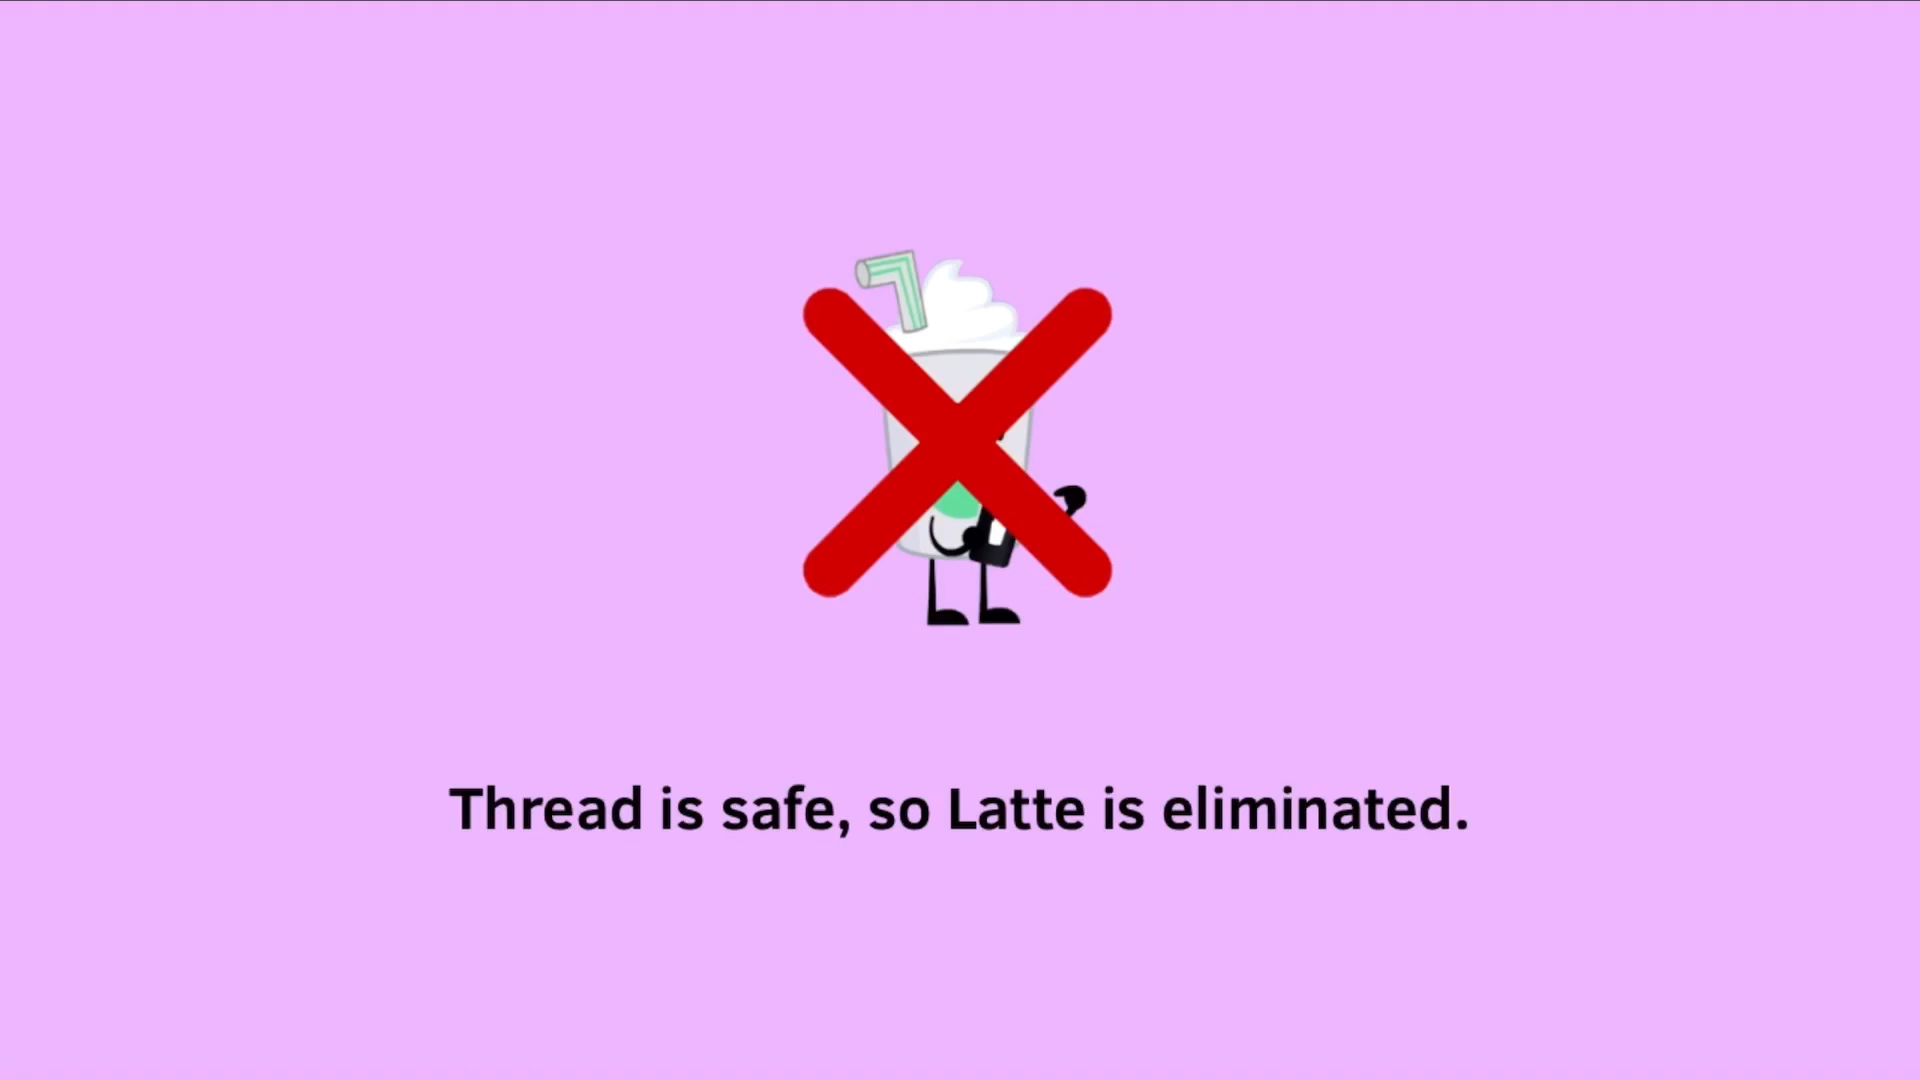 Thread is safe, so Latte is eliminated.